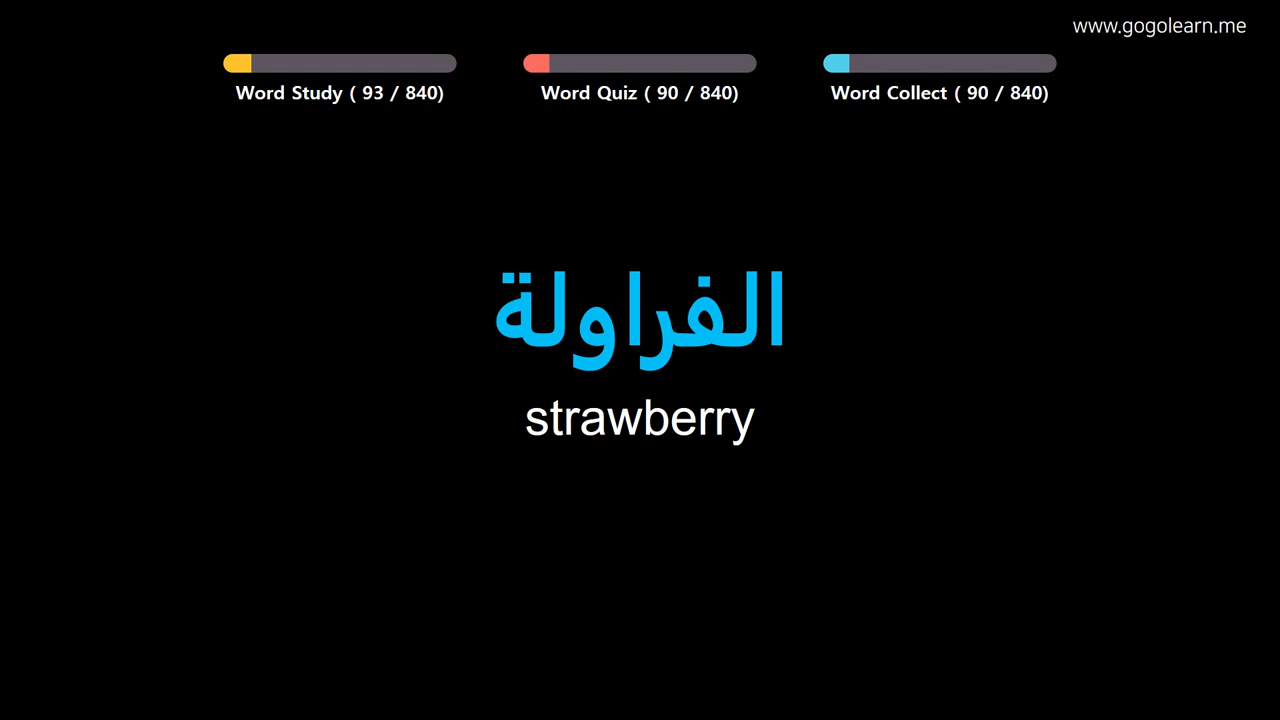 www.gogolearn.me
Word Study ( 93 / 840)
Word Quiz ( 90 / 840)
Word Collect ( 90 / 840)
الفراولة
strawberry